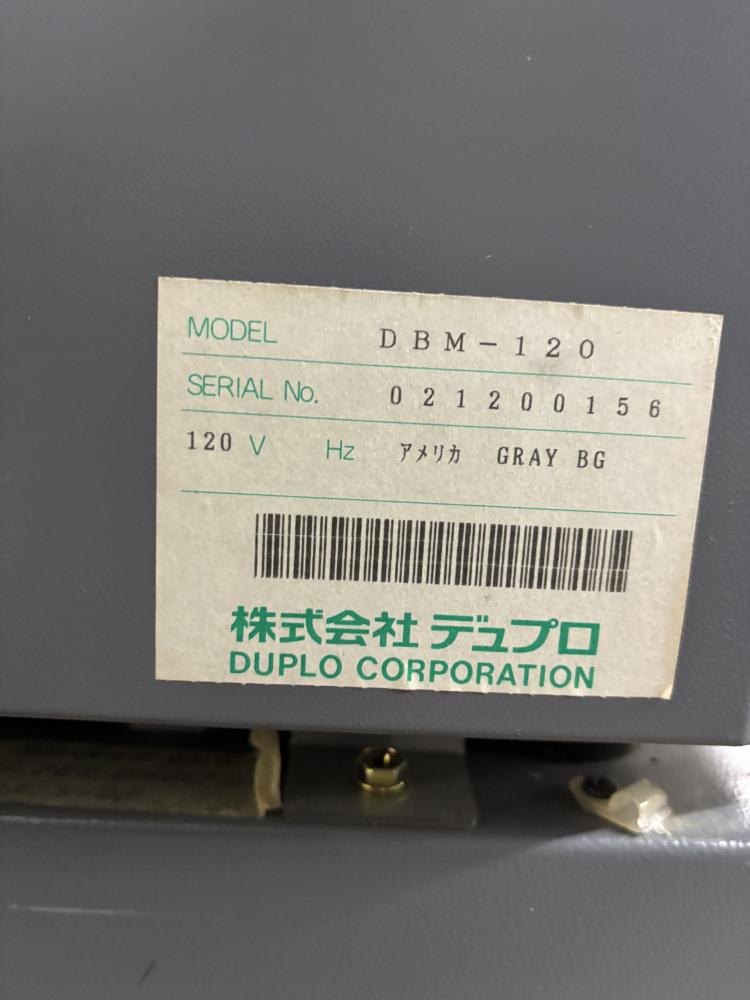 MODEL DBM-120
SERIAL No. 021200156
120 V Hz アメリカ GRAY BG
株式会社 デュプロ
DUPLO CORPORATION